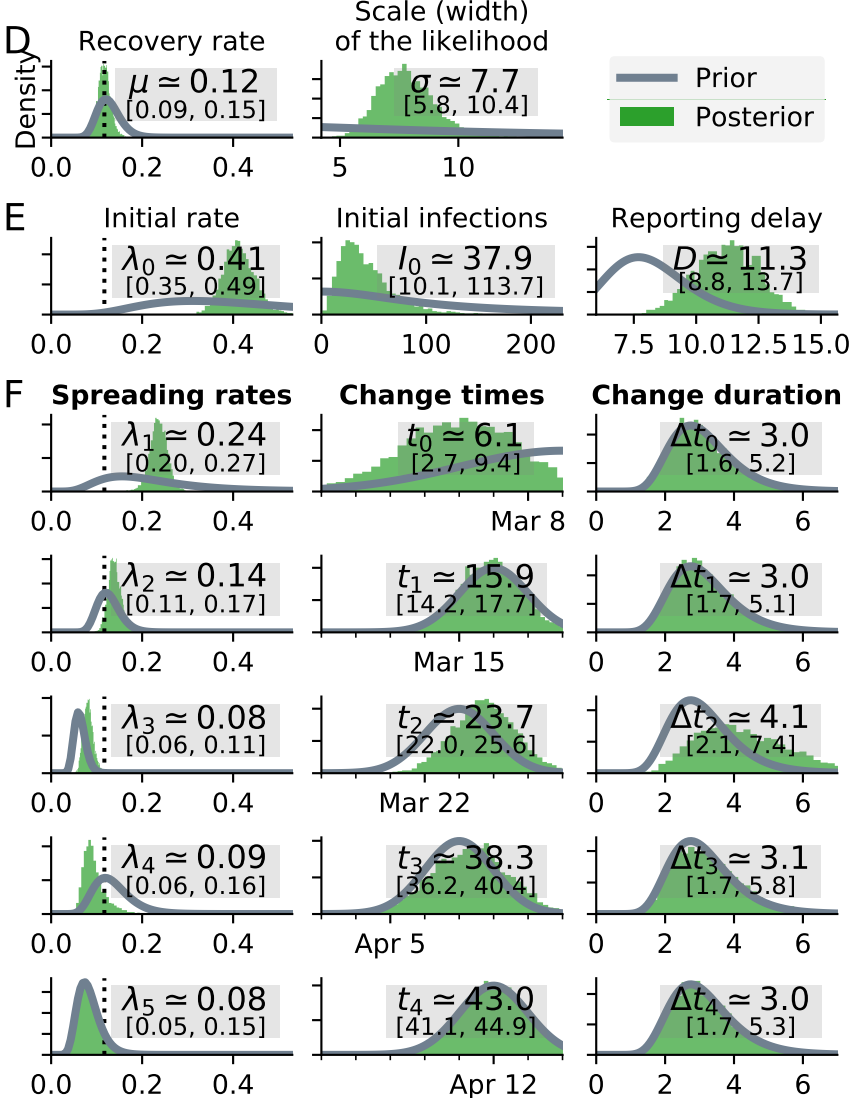 D
Recovery rate
Scale (width)
of the likelihood
Density
μ ≃ 0.12
[0.09, 0.15]
σ ≃ 7.7
[5.8, 10.4]
Prior
Posterior
0.0 0.2 0.4
5 10
E
Initial rate
Initial infections
Reporting delay
λ0 ≃ 0.41
[0.35, 0.49]
I0 ≃ 37.9
[10.1, 113.7]
D ≃ 11.3
[8.8, 13.7]
0.0 0.2 0.4
0 100 200
7.5 10.0 12.5 15.0
F
Spreading rates
Change times
Change duration
λ1 ≃ 0.24
[0.20, 0.27]
t0 ≃ 6.1
[2.7, 9.4]
Δt0 ≃ 3.0
[1.6, 5.2]
0.0 0.2 0.4
Mar 8
0 2 4 6
λ2 ≃ 0.14
[0.11, 0.17]
t1 ≃ 15.9
[14.2, 17.7]
Δt1 ≃ 3.0
[1.7, 5.1]
0.0 0.2 0.4
Mar 15
0 2 4 6
λ3 ≃ 0.08
[0.06, 0.11]
t2 ≃ 23.7
[22.0, 25.6]
Δt2 ≃ 4.1
[2.1, 7.4]
0.0 0.2 0.4
Mar 22
0 2 4 6
λ4 ≃ 0.09
[0.06, 0.16]
t3 ≃ 38.3
[36.2, 40.4]
Δt3 ≃ 3.1
[1.7, 5.8]
0.0 0.2 0.4
Apr 5
0 2 4 6
λ5 ≃ 0.08
[0.05, 0.15]
t4 ≃ 43.0
[41.1, 44.9]
Δt4 ≃ 3.0
[1.7, 5.3]
0.0 0.2 0.4
Apr 12
0 2 4 6